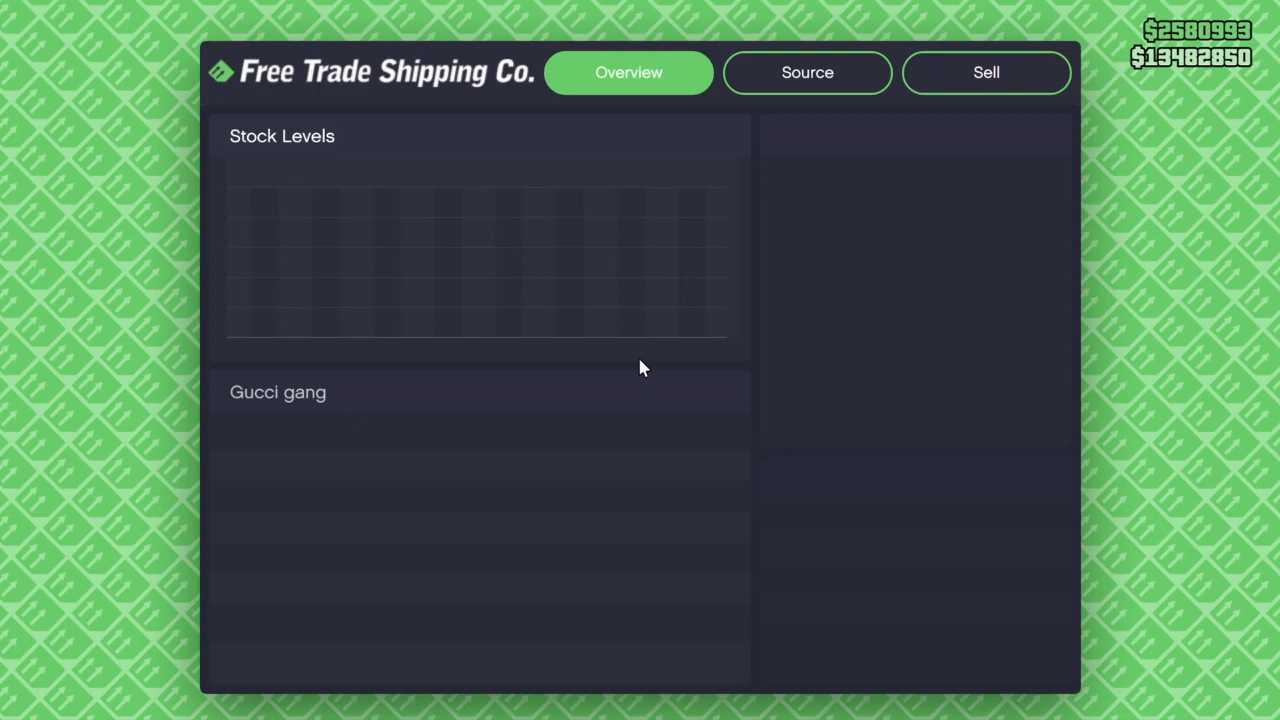 $2580993
$13482850
Free Trade Shipping Co.
Overview
Source
Sell
Stock Levels
Gucci gang